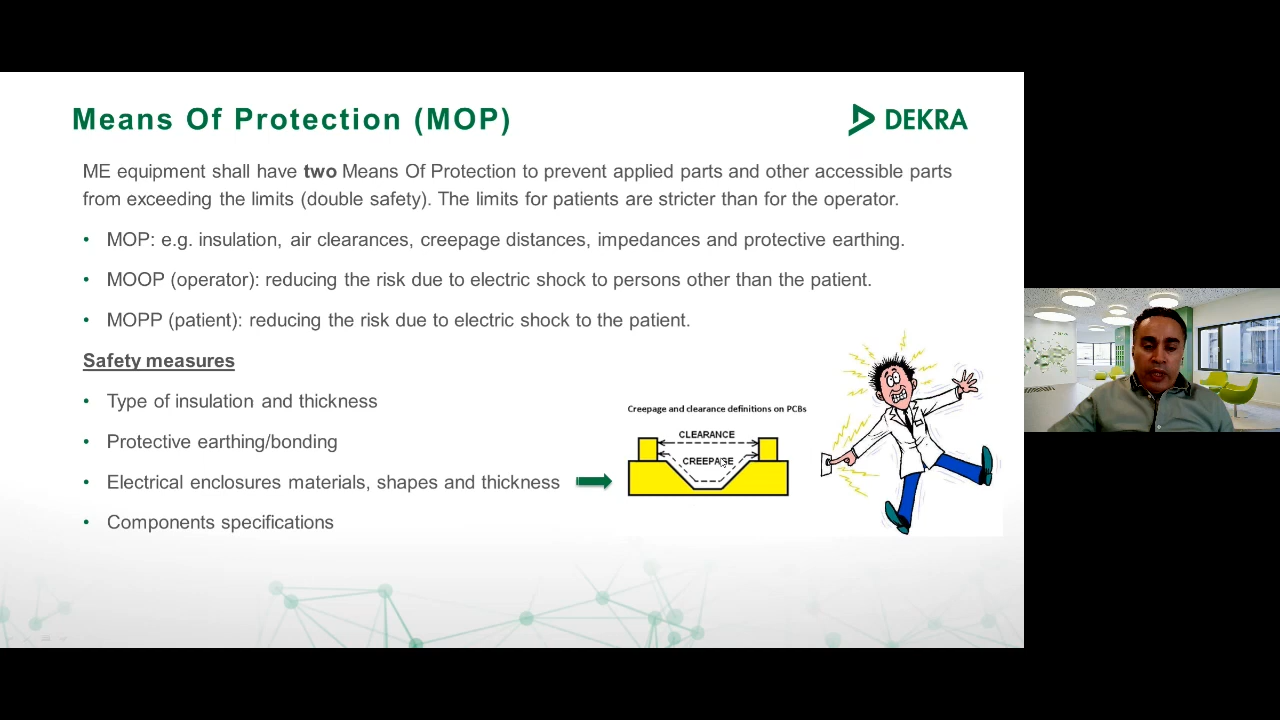 Means Of Protection (MOP)
DEKRA
ME equipment shall have two Means Of Protection to prevent applied parts and other accessible parts
from exceeding the limits (double safety). The limits for patients are stricter than for the operator.
• MOP: e.g. insulation, air clearances, creepage distances, impedances and protective earthing.
• MOOP (operator): reducing the risk due to electric shock to persons other than the patient.
• MOPP (patient): reducing the risk due to electric shock to the patient.
Safety measures
• Type of insulation and thickness
• Protective earthing/bonding
• Electrical enclosures materials, shapes and thickness
• Components specifications
Creepage and clearance definitions on PCBs
CLEARANCE
CREEPAGE